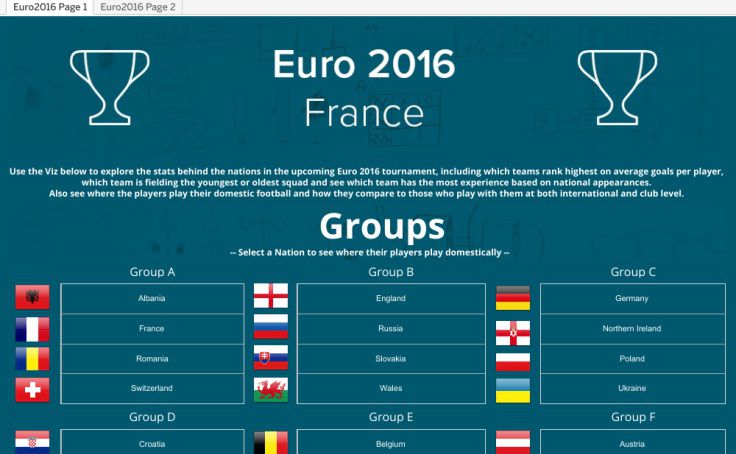 Euro2016 Page 1
Euro2016 Page 2
Euro 2016
France
Use the Viz below to explore the stats behind the nations in the upcoming Euro 2016 tournament, including which teams rank highest on average goals per player,
which team is fielding the youngest or oldest squad and see which team has the most experience based on national appearances.
Also see where the players play their domestic football and how they compare to those who play with them at both international and club level.
Groups
-- Select a Nation to see where their players play domestically --
Group A
Albania
France
Romania
Switzerland
Group B
England
Russia
Slovakia
Wales
Group C
Germany
Northern Ireland
Poland
Ukraine
Group D
Croatia
Group E
Belgium
Group F
Austria